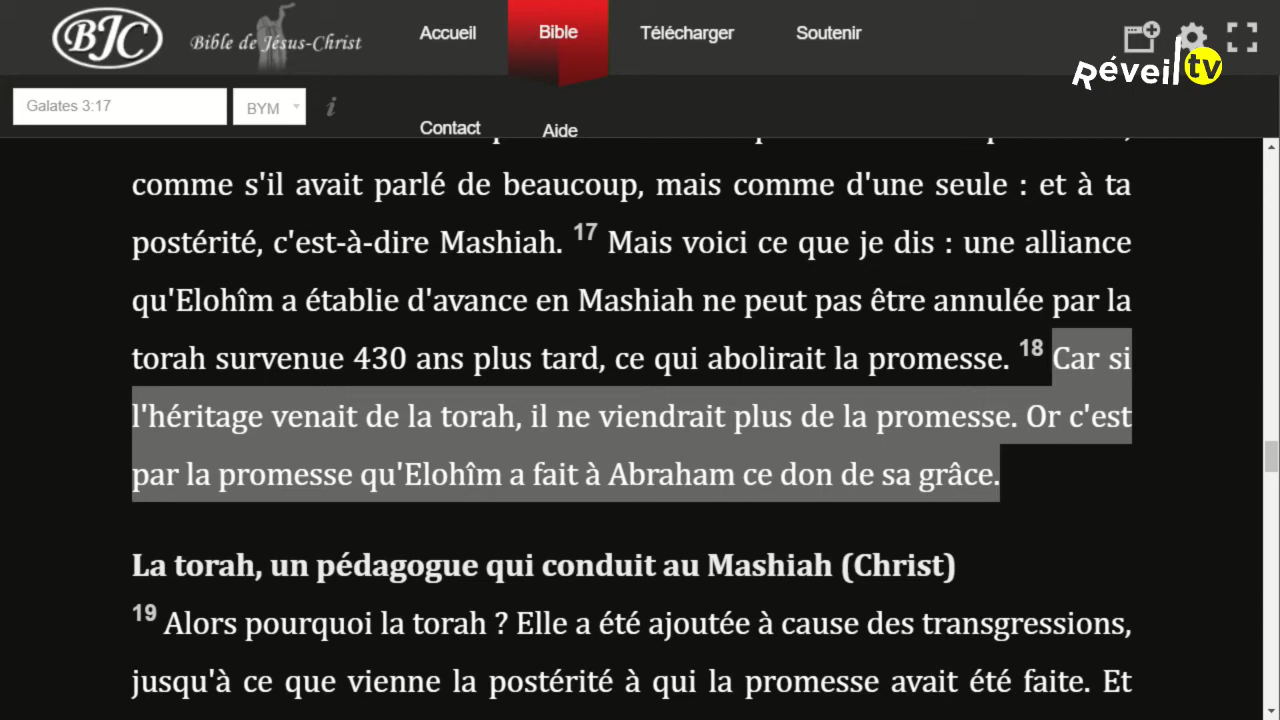 BJC
Bible de Jésus-Christ
Accueil
Bible
Télécharger
Soutenir
Réveil tv
Galates 3:17
BYM
i
Contact
Aide
comme s'il avait parlé de beaucoup, mais comme d'une seule : et à ta
postérité, c'est-à-dire Mashiah. 17 Mais voici ce que je dis : une alliance
qu'Elohîm a établie d'avance en Mashiah ne peut pas être annulée par la
torah survenue 430 ans plus tard, ce qui abolirait la promesse. 18 Car si
l'héritage venait de la torah, il ne viendrait plus de la promesse. Or c'est
par la promesse qu'Elohîm a fait à Abraham ce don de sa grâce.
La torah, un pédagogue qui conduit au Mashiah (Christ)
19 Alors pourquoi la torah ? Elle a été ajoutée à cause des transgressions,
jusqu'à ce que vienne la postérité à qui la promesse avait été faite. Et